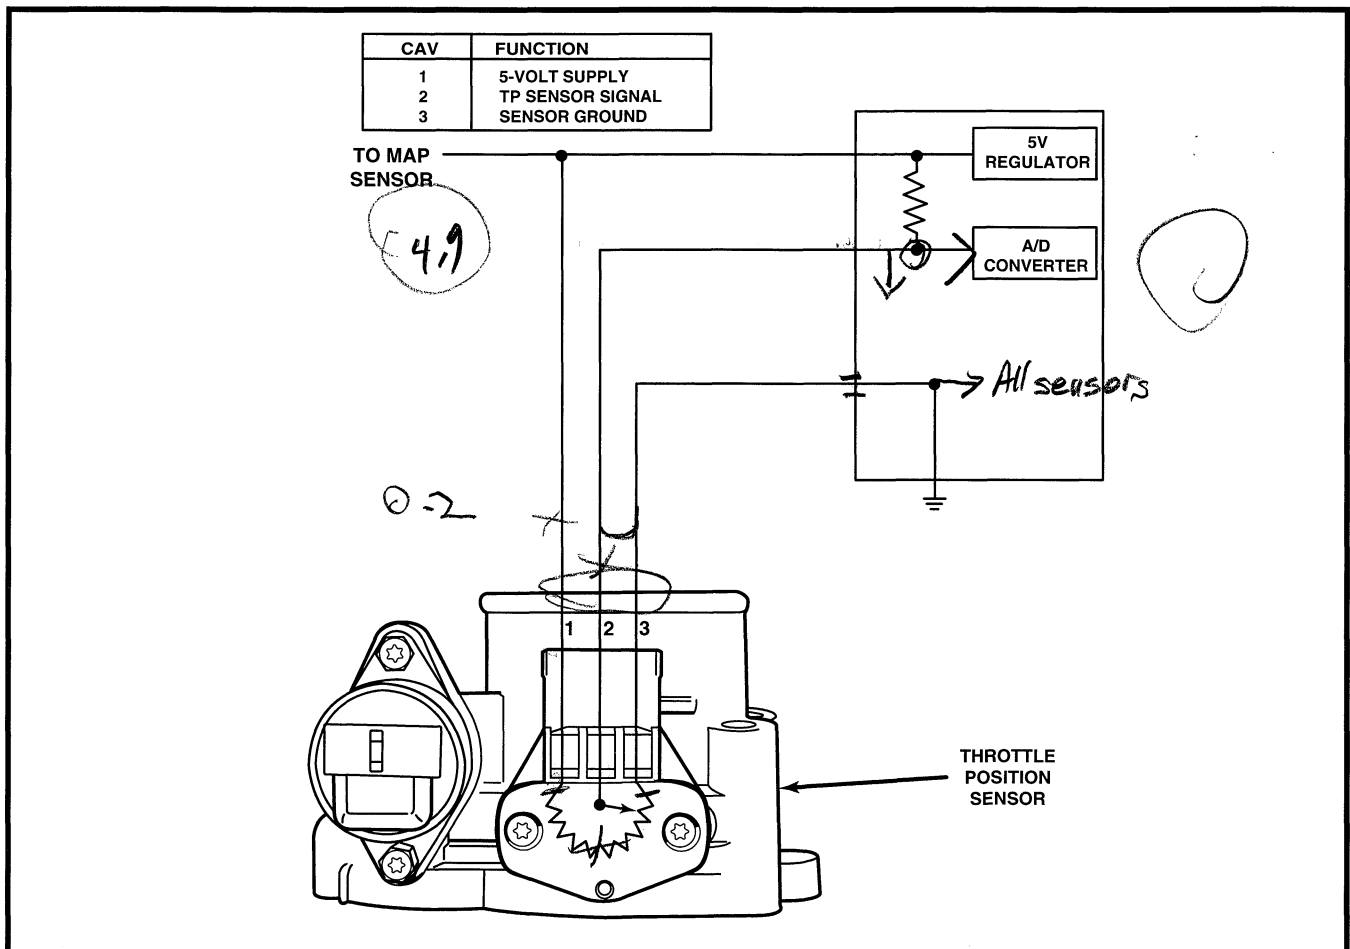 CAV FUNCTION
1 5-VOLT SUPPLY
2 TP SENSOR SIGNAL
3 SENSOR GROUND
TO MAP
SENSOR
5V
REGULATOR
4.9
A/D
CONVERTER
All sensors
0-2
1 2 3
THROTTLE
POSITION
SENSOR